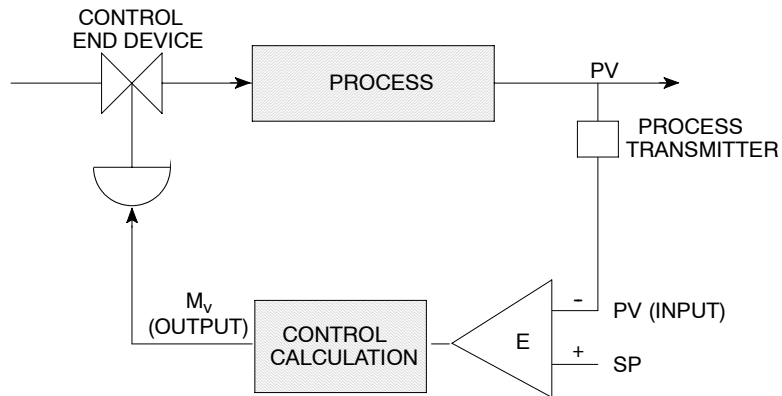 CONTROL
END DEVICE
PROCESS
PV
PROCESS
TRANSMITTER
Mv
(OUTPUT)
CONTROL
CALCULATION
E
-
PV (INPUT)
+
SP